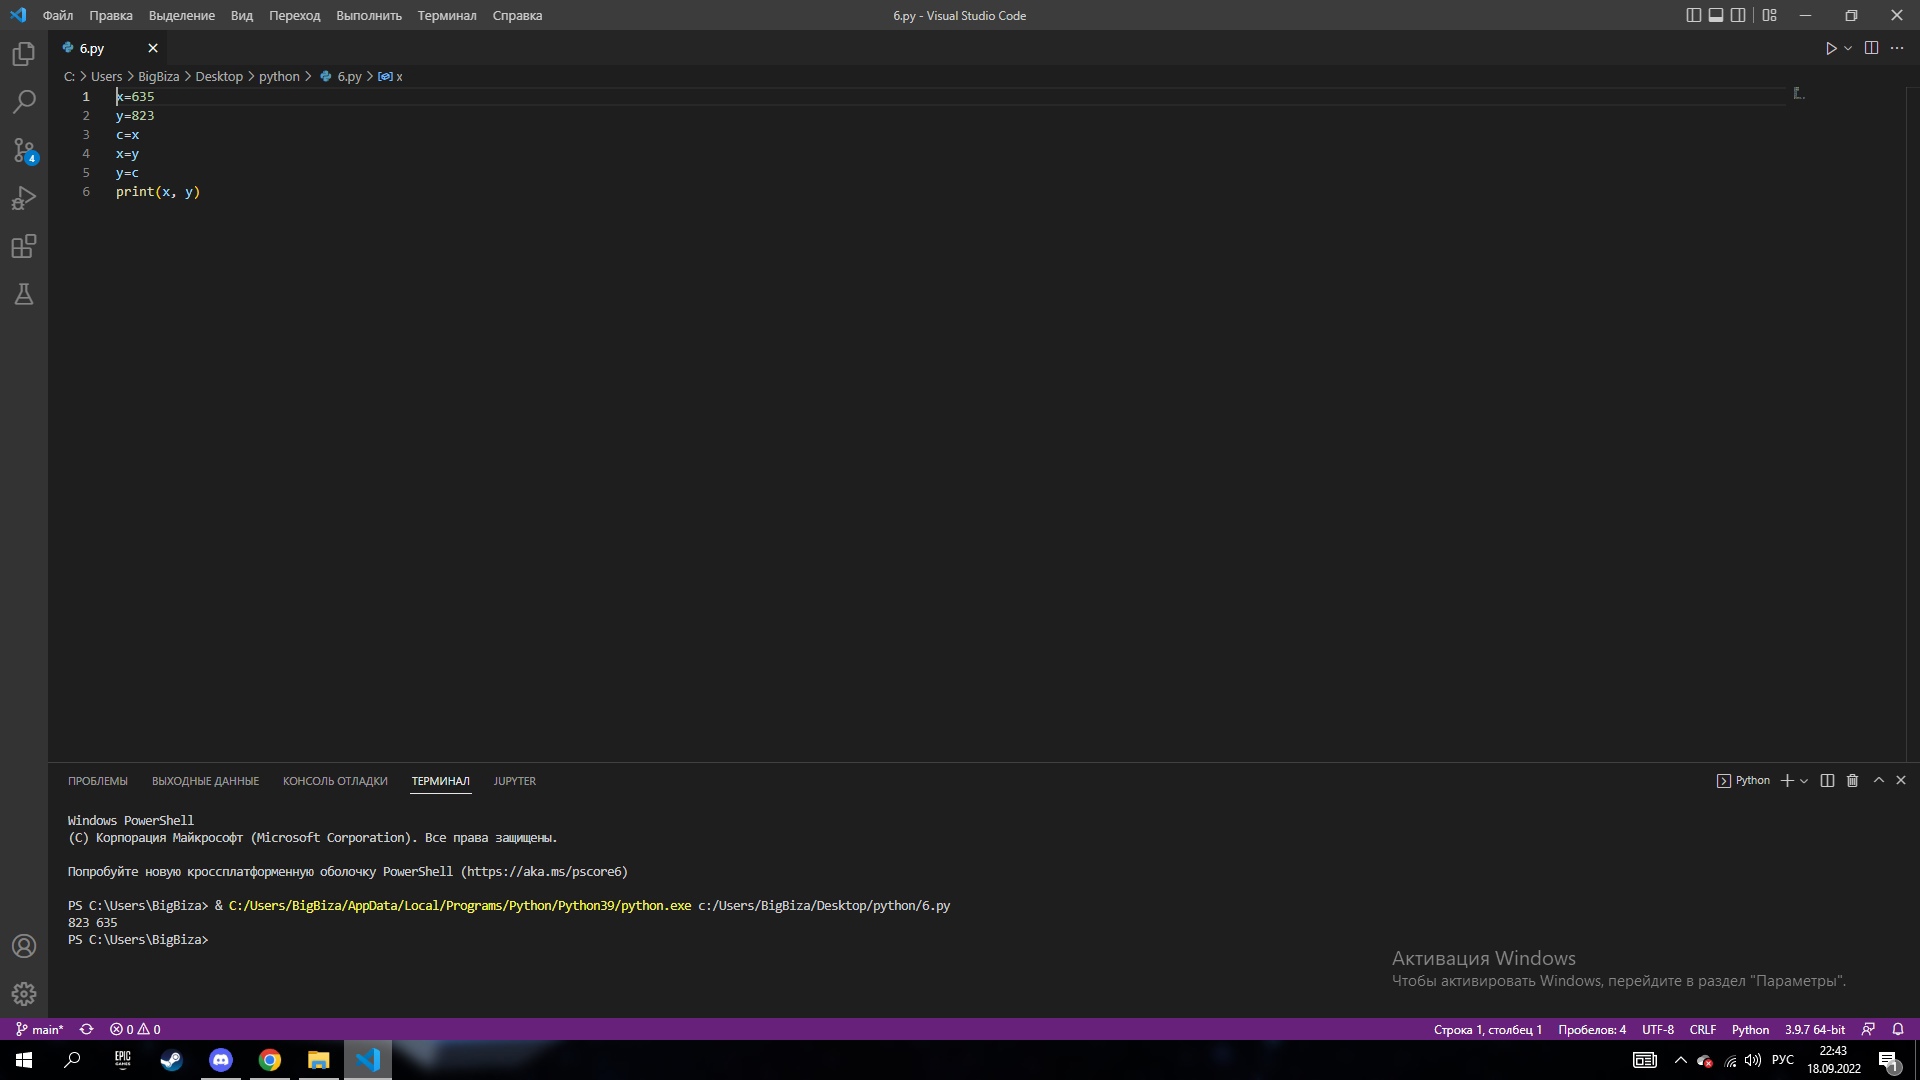 Файл Правка Выделение Вид Переход Выполнить Терминал Справка
6.py - Visual Studio Code
6.py
C: > Users > BigBiza > Desktop > python > 6.py > x
1 x=635
2 y=823
3 c=x
4 x=y
5 y=c
6 print(x, y)
4
ПРОБЛЕМЫ ВЫХОДНЫЕ ДАННЫЕ КОНСОЛЬ ОТЛАДКИ ТЕРМИНАЛ JUPYTER
Python
Windows PowerShell
(C) Корпорация Майкрософт (Microsoft Corporation). Все права защищены.
Попробуйте новую кроссплатформенную оболочку PowerShell (https://aka.ms/pscore6)
PS C:\Users\BigBiza> & C:/Users/BigBiza/AppData/Local/Programs/Python/Python39/python.exe c:/Users/BigBiza/Desktop/python/6.py
823 635
PS C:\Users\BigBiza>
Активация Windows
Чтобы активировать Windows, перейдите в раздел "Параметры".
main* 0 0
Строка 1, столбец 1 Пробелов: 4 UTF-8 CRLF Python 3.9.7 64-bit
EPIC GAMES
РУС
22:43
18.09.2022
1